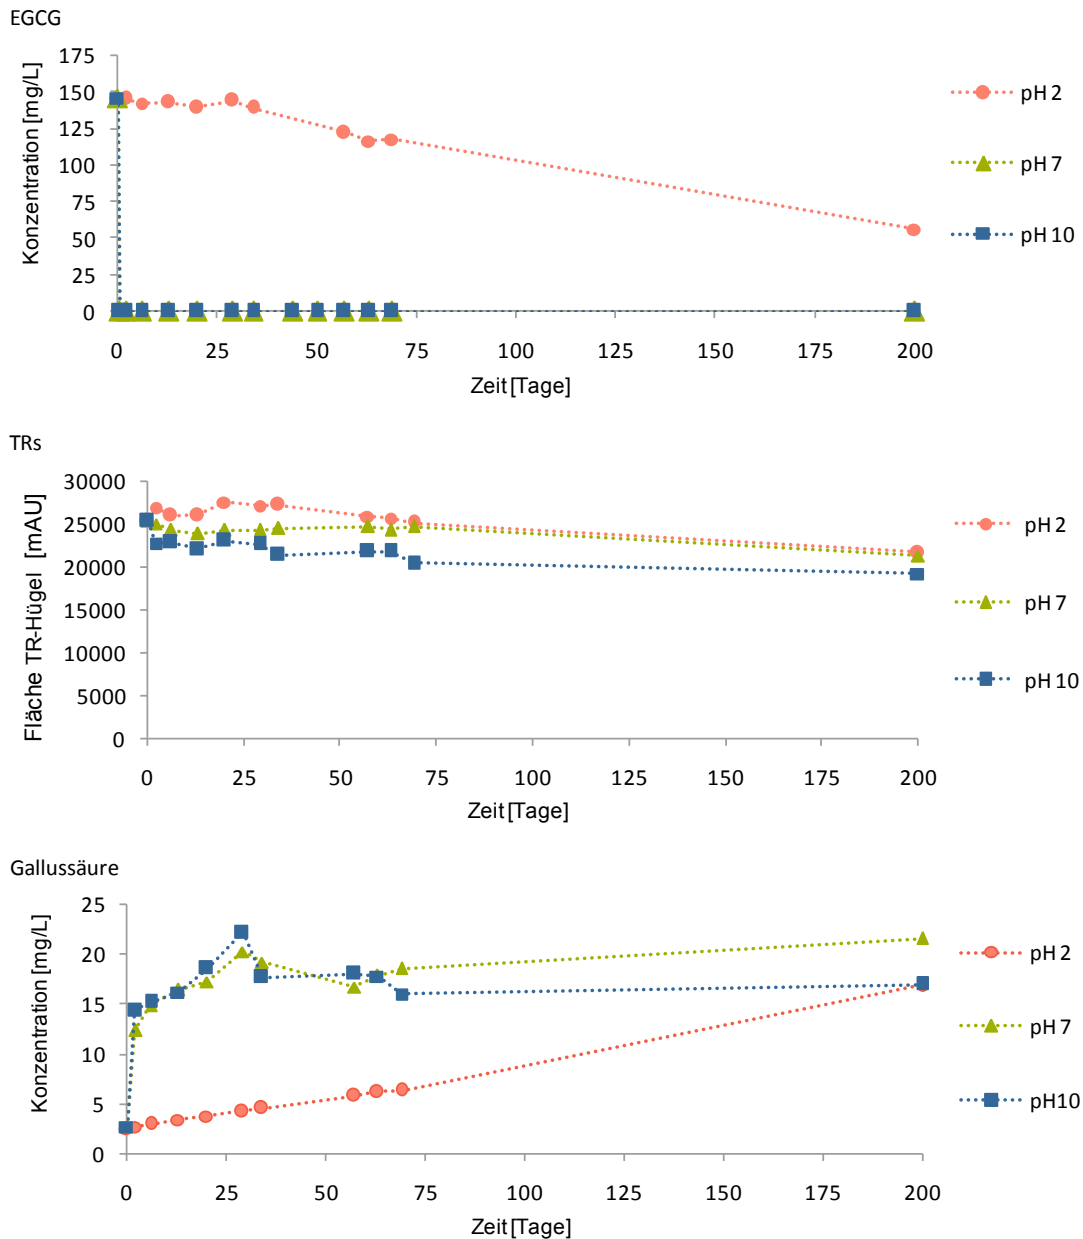 EGCG
Konzentration [mg/L]
175
150
125
100
75
50
25
0
0 25 50 75 100 125 150 175 200
Zeit [Tage]
pH 2
pH 7
pH 10
TRs
Fläche TR-Hügel [mAU]
30000
25000
20000
15000
10000
5000
0
0 25 50 75 100 125 150 175 200
Zeit [Tage]
pH 2
pH 7
pH 10
Gallussäure
Konzentration [mg/L]
25
20
15
10
5
0
0 25 50 75 100 125 150 175 200
Zeit [Tage]
pH 2
pH 7
pH10